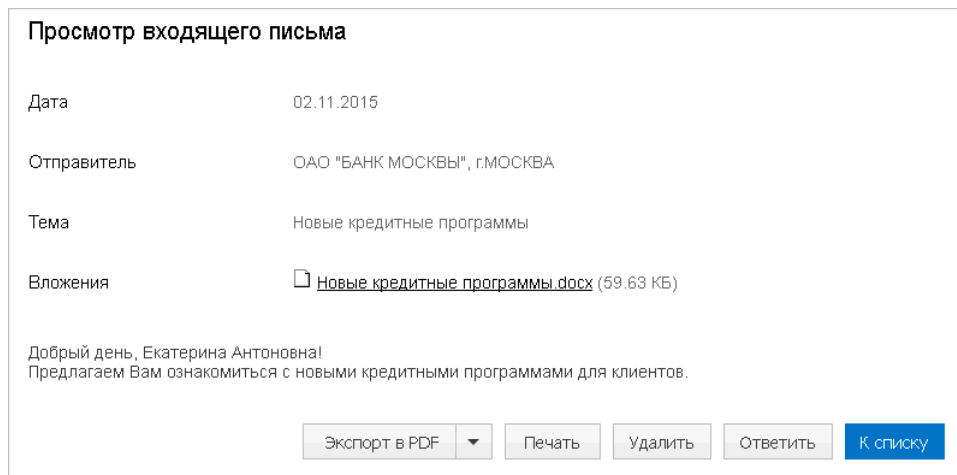 Просмотр входящего письма
Дата 02.11.2015
Отправитель ОАО "БАНК МОСКВЫ", г.МОСКВА
Тема Новые кредитные программы
Вложения Новые кредитные программы.docx (59.63 КБ)
Добрый день, Екатерина Антоновна!
Предлагаем Вам ознакомиться с новыми кредитными программами для клиентов.
Экспорт в PDF Печать Удалить Ответить К списку